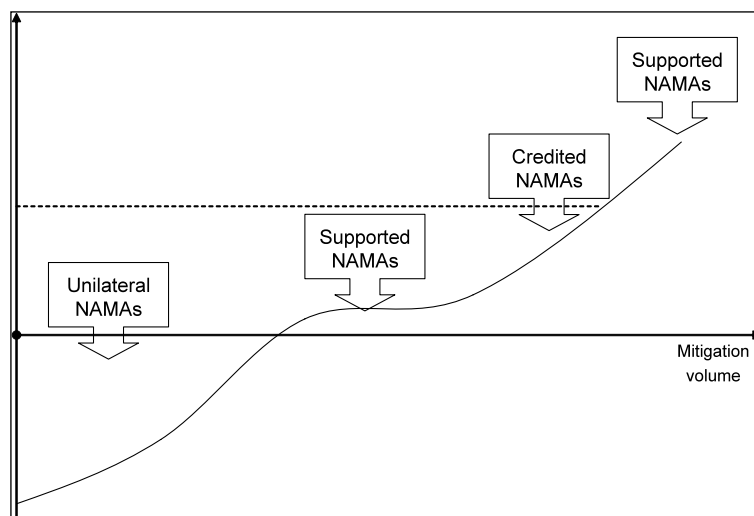 Supported
NAMAs
Credited
NAMAs
Supported
NAMAs
Unilateral
NAMAs
Mitigation
volume